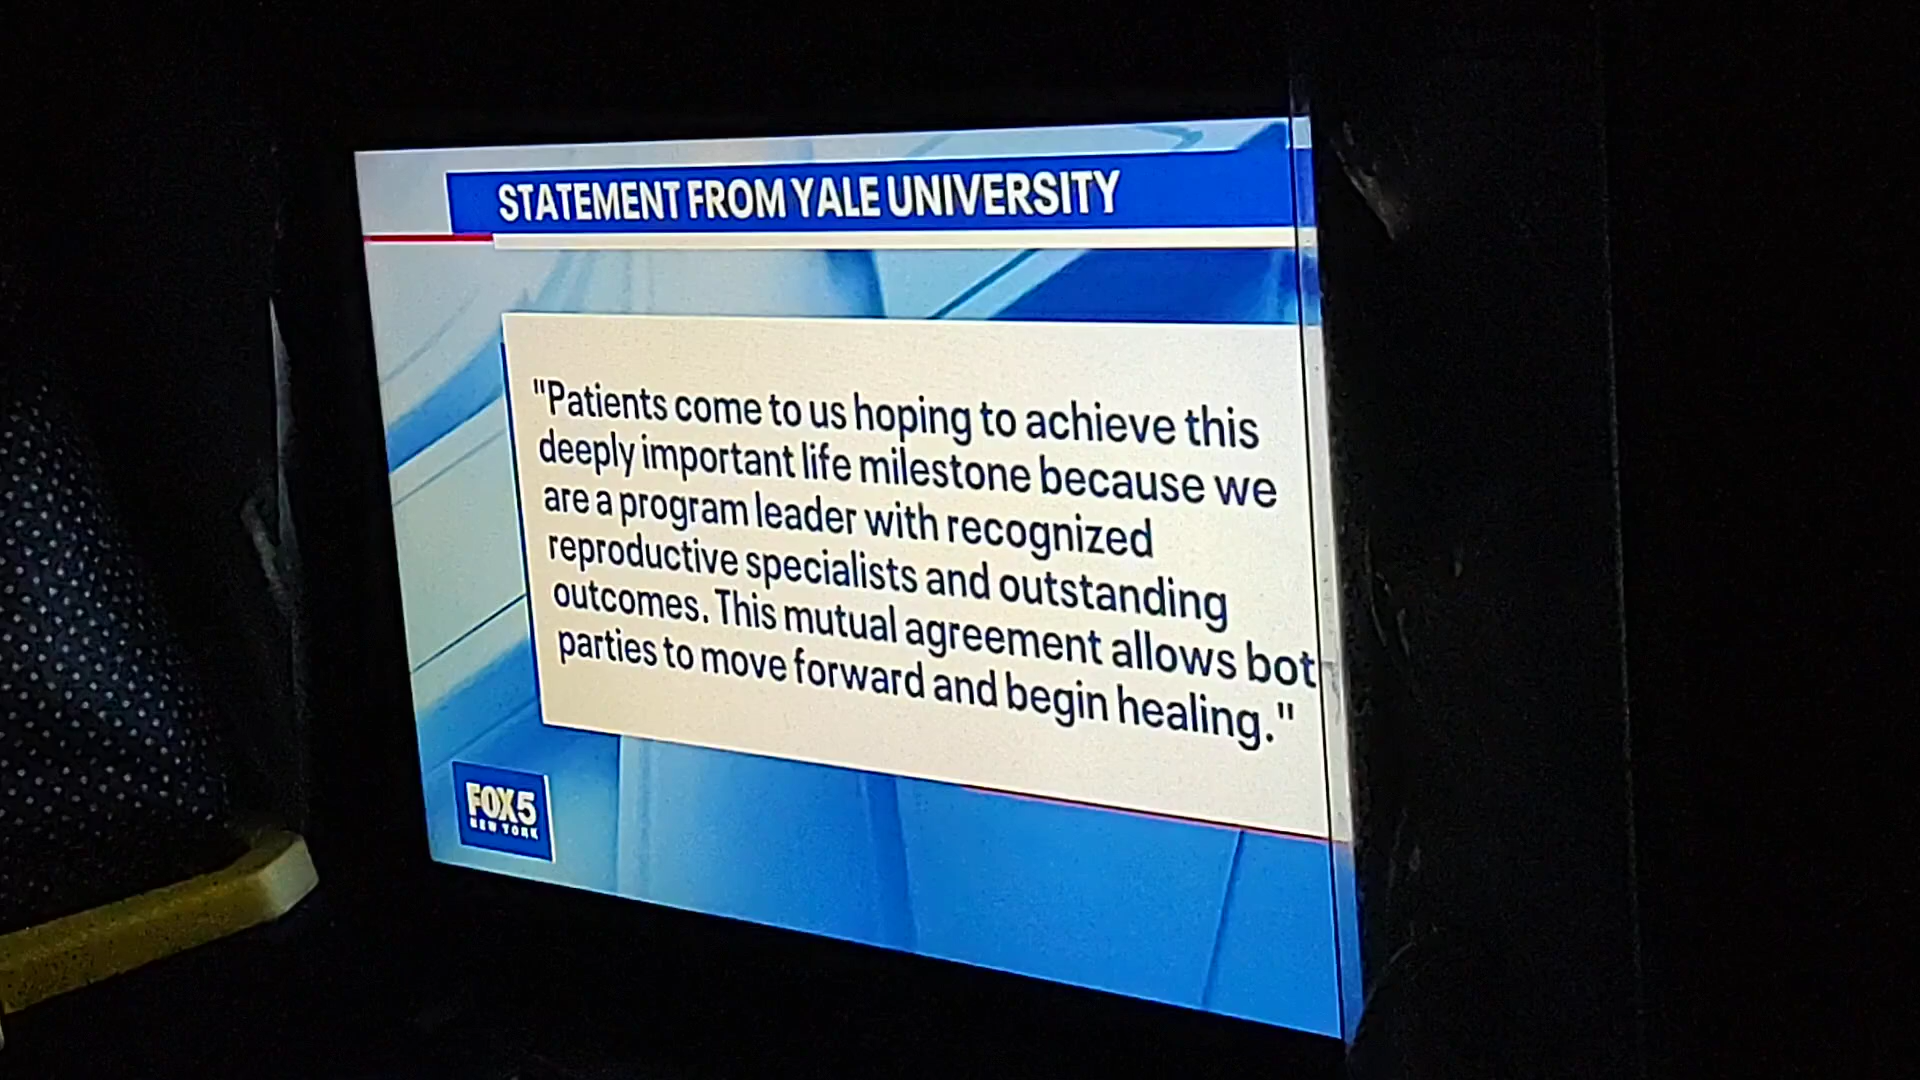 STATEMENT FROM YALE UNIVERSITY
"Patients come to us hoping to achieve this
deeply important life milestone because we
are a program leader with recognized
reproductive specialists and outstanding
outcomes. This mutual agreement allows bot
parties to move forward and begin healing."
FOX5
NEW YORK